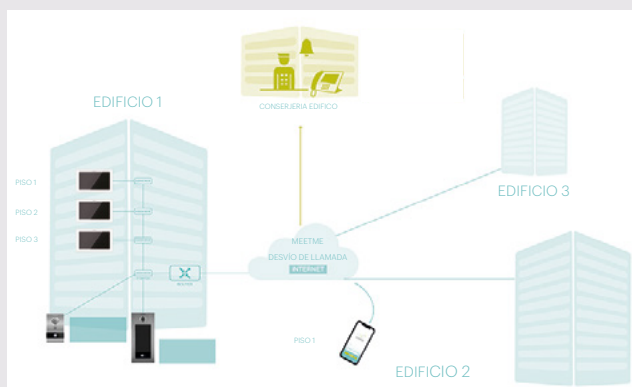 EDIFICIO 1
CONSERJERIA EDIFICO
PISO 1
PISO 2
PISO 3
EDIFICIO 3
MEETME
DESVÍO DE LLAMADA
INTERNET
PISO 1
EDIFICIO 2